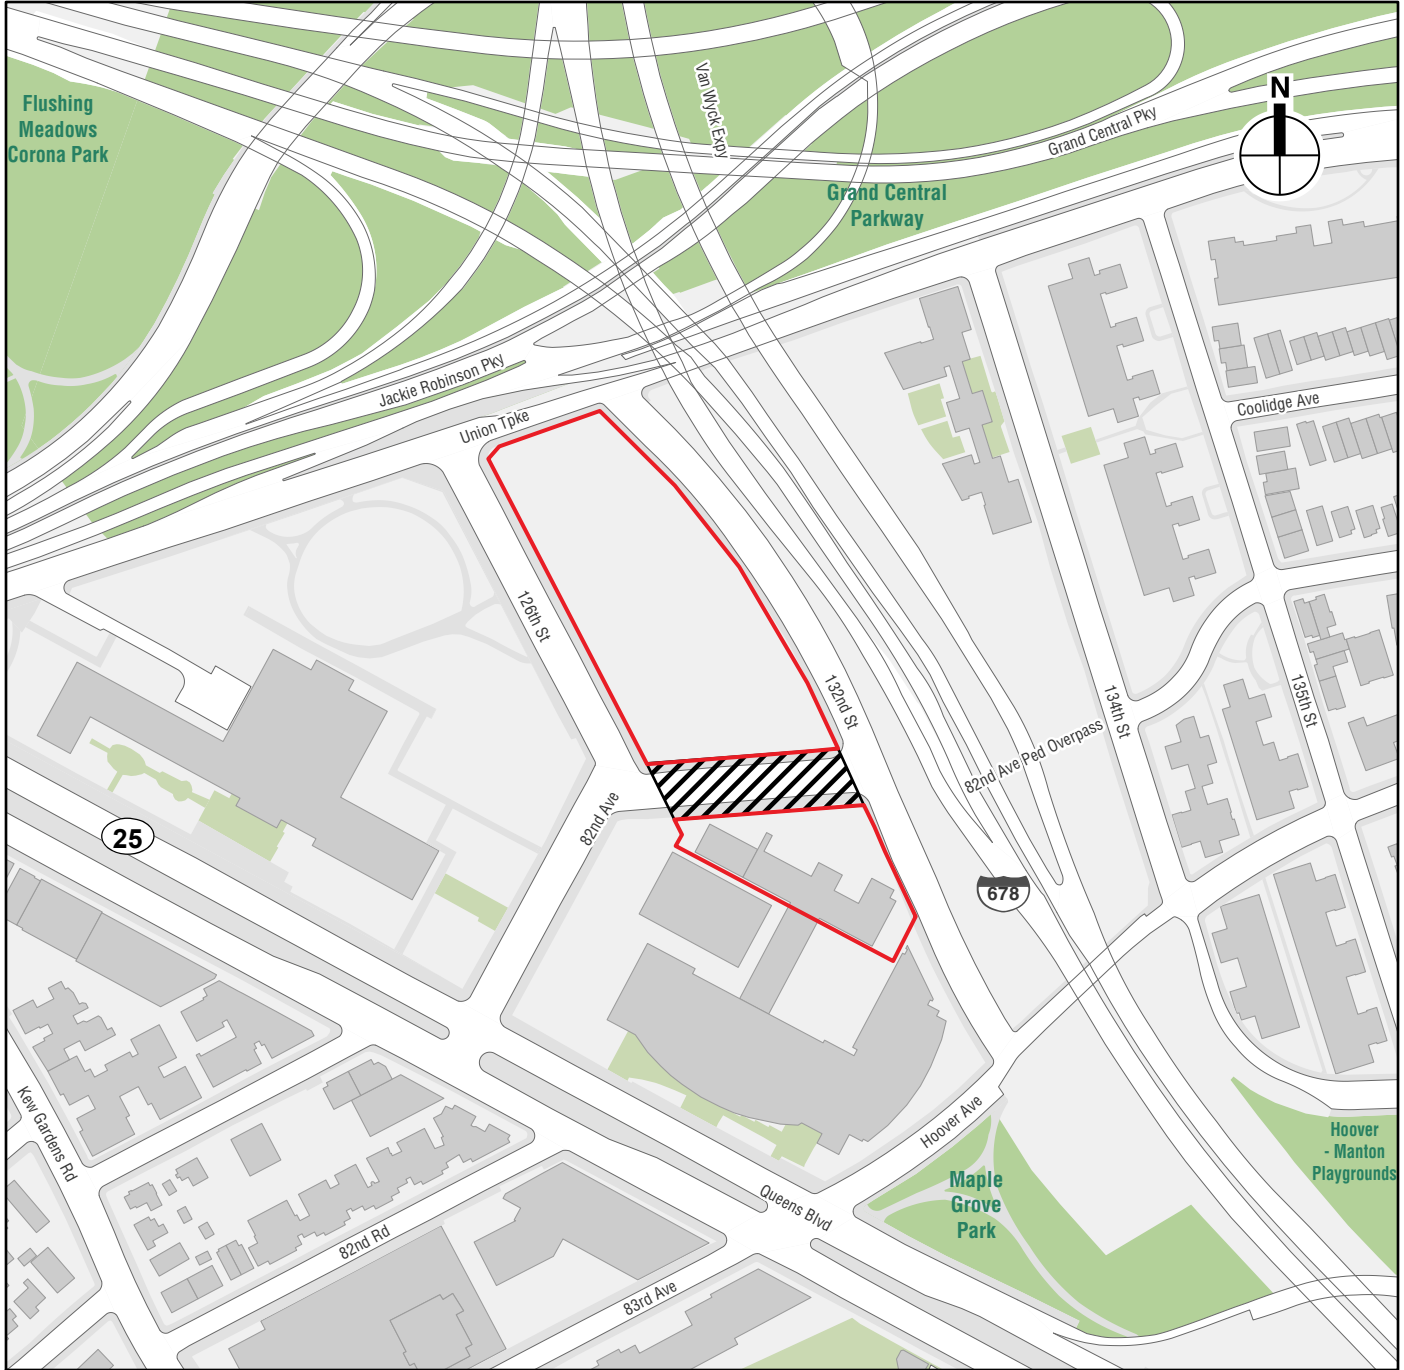 Van Wyck Expy
N
Flushing
Meadows
Corona Park
Grand Central Pky
Grand Central
Parkway
Jackie Robinson Pky
Coolidge Ave
Union Tpke
126th St
132nd St
134th St
135th St
82nd Ave Ped Overpass
82nd Ave
25
678
Kew Gardens Rd
Hoover Ave
Hoover
- Manton
Playgrounds
Maple
Grove
Park
Queens Blvd
82nd Rd
83rd Ave